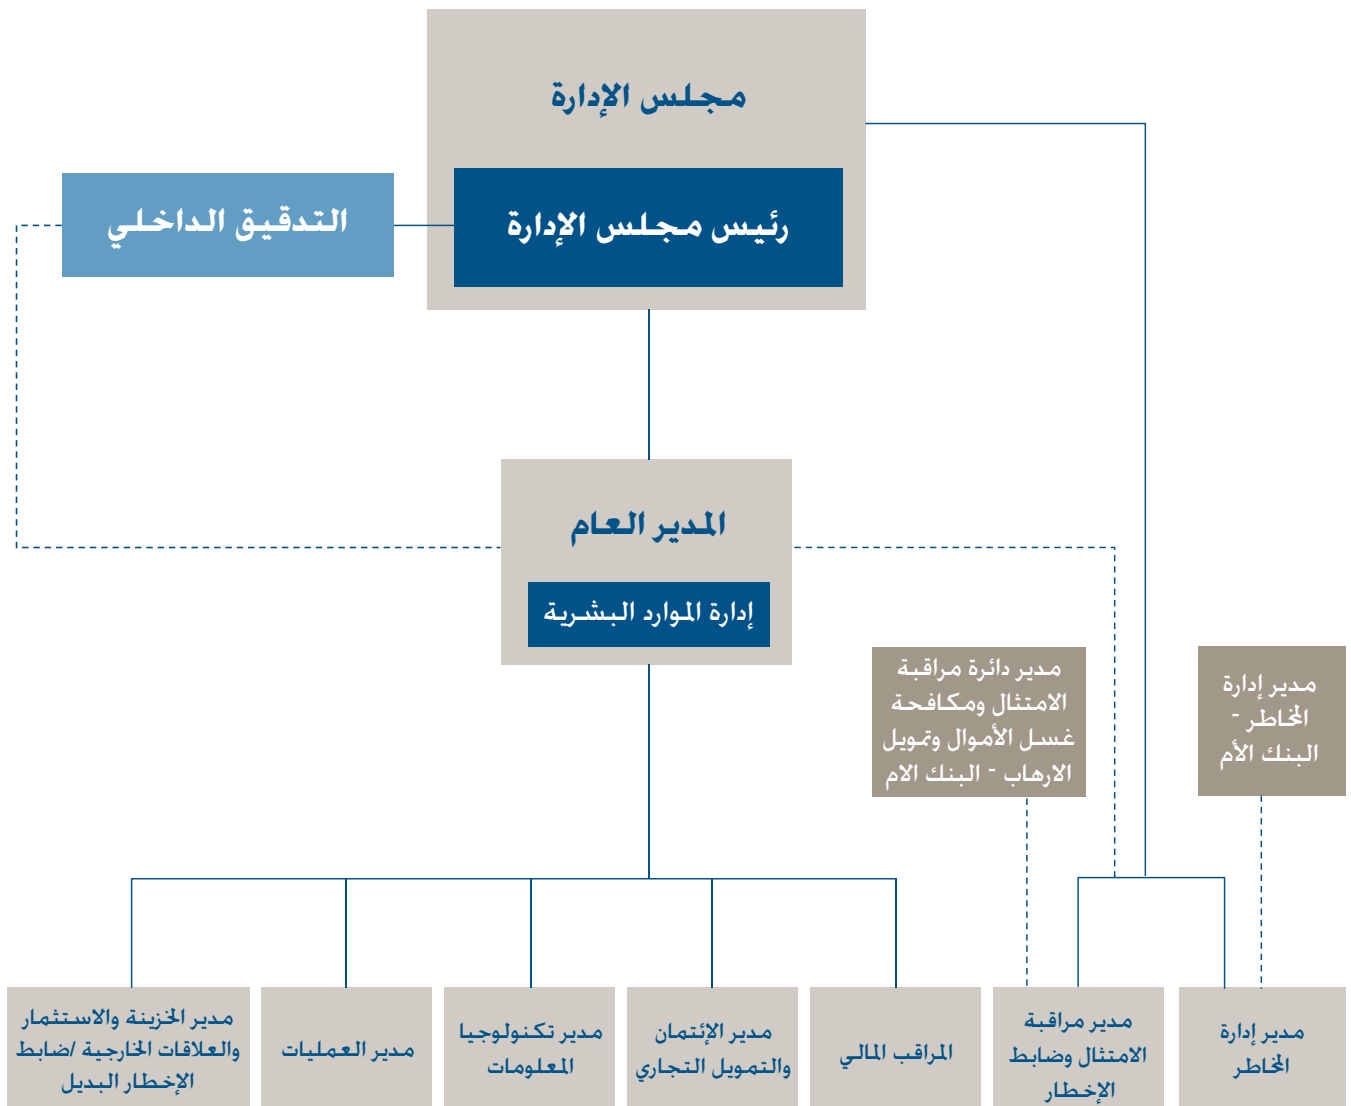 مجلس الإدارة
رئيس مجلس الإدارة
التدقيق الداخلي
المدير العام
إدارة الموارد البشرية
مدير إدارة
المخاطر -
البنك الأم
مدير دائرة مراقبة
الامتثال ومكافحة
غسل الأموال وتمويل
الارهاب - البنك الام
مدير إدارة
المخاطر
مدير مراقبة
الامتثال وضابط
الإخطار
المراقب المالي
مدير الإئتمان
والتمويل التجاري
مدير تكنولوجيا
المعلومات
مدير العمليات
مدير الخزينة والاستثمار
والعلاقات الخارجية /ضابط
الإخطار البديل